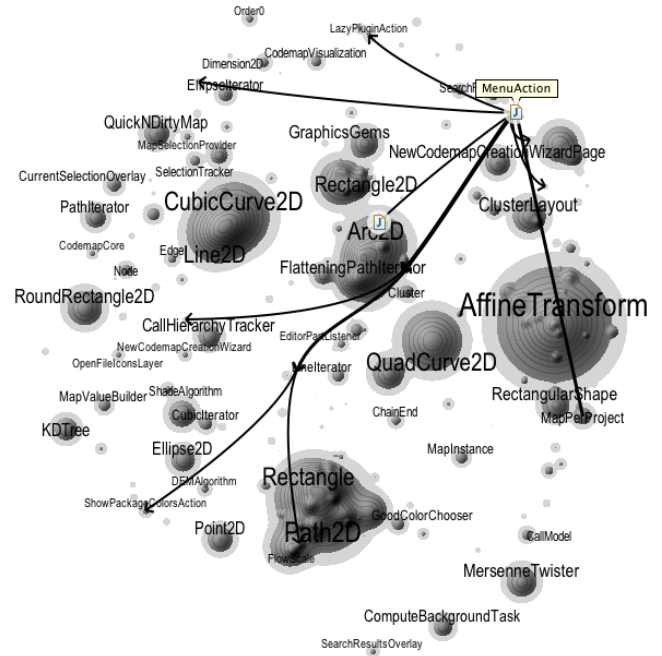 Order0
LazyPluginAction
CodemapVisualization
Dimension2D
EllipseIterator
MenuAction
QuickNDirtyMap
GraphicsGems
MapSelectionProvider
NewCodemapCreationWizardPage
SelectionTracker
CurrentSelectionOverlay
Rectangle2D
CubicCurve2D
ClusterLayout
PathIterator
Arc2D
CodemapCore
Edge
Line2D
Node
FlatteningPathIterator
RoundRectangle2D
Cluster
AffineTransform
CallHierarchyTracker
EditorPartListener
NewCodemapCreationWizard
OpenFileIconsLayer
LineIterator
QuadCurve2D
MapValueBuilder
ShadeAlgorithm
RectangularShape
CubicIterator
ChainEnd
MapPerProject
KDTree
Ellipse2D
MapInstance
DEMAlgorithm
Rectangle
ShowPackageColorsAction
GoodColorChooser
Point2D
Path2D
CallModel
FlowScale
MersenneTwister
ComputeBackgroundTask
SearchResultsOverlay